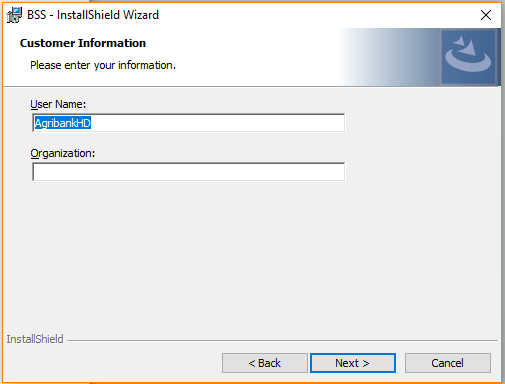 BSS - InstallShield Wizard
Customer Information
Please enter your information.
User Name:
AgribankHD
Organization:
InstallShield
< Back
Next >
Cancel